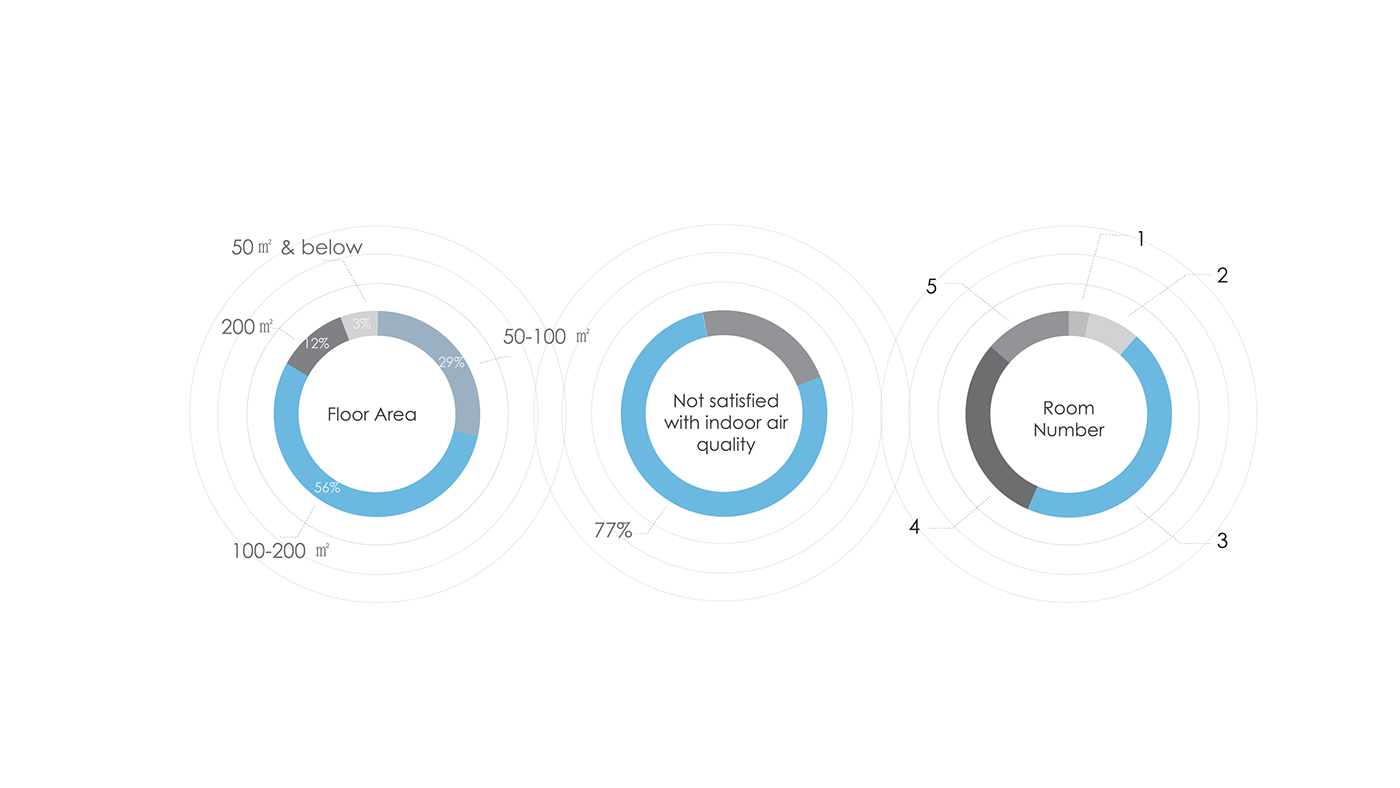 50㎡ & below
3%
200㎡
12%
50-100 ㎡
29%
Floor Area
56%
100-200 ㎡
Not satisfied
with indoor air
quality
77%
1
2
5
Room
Number
4
3